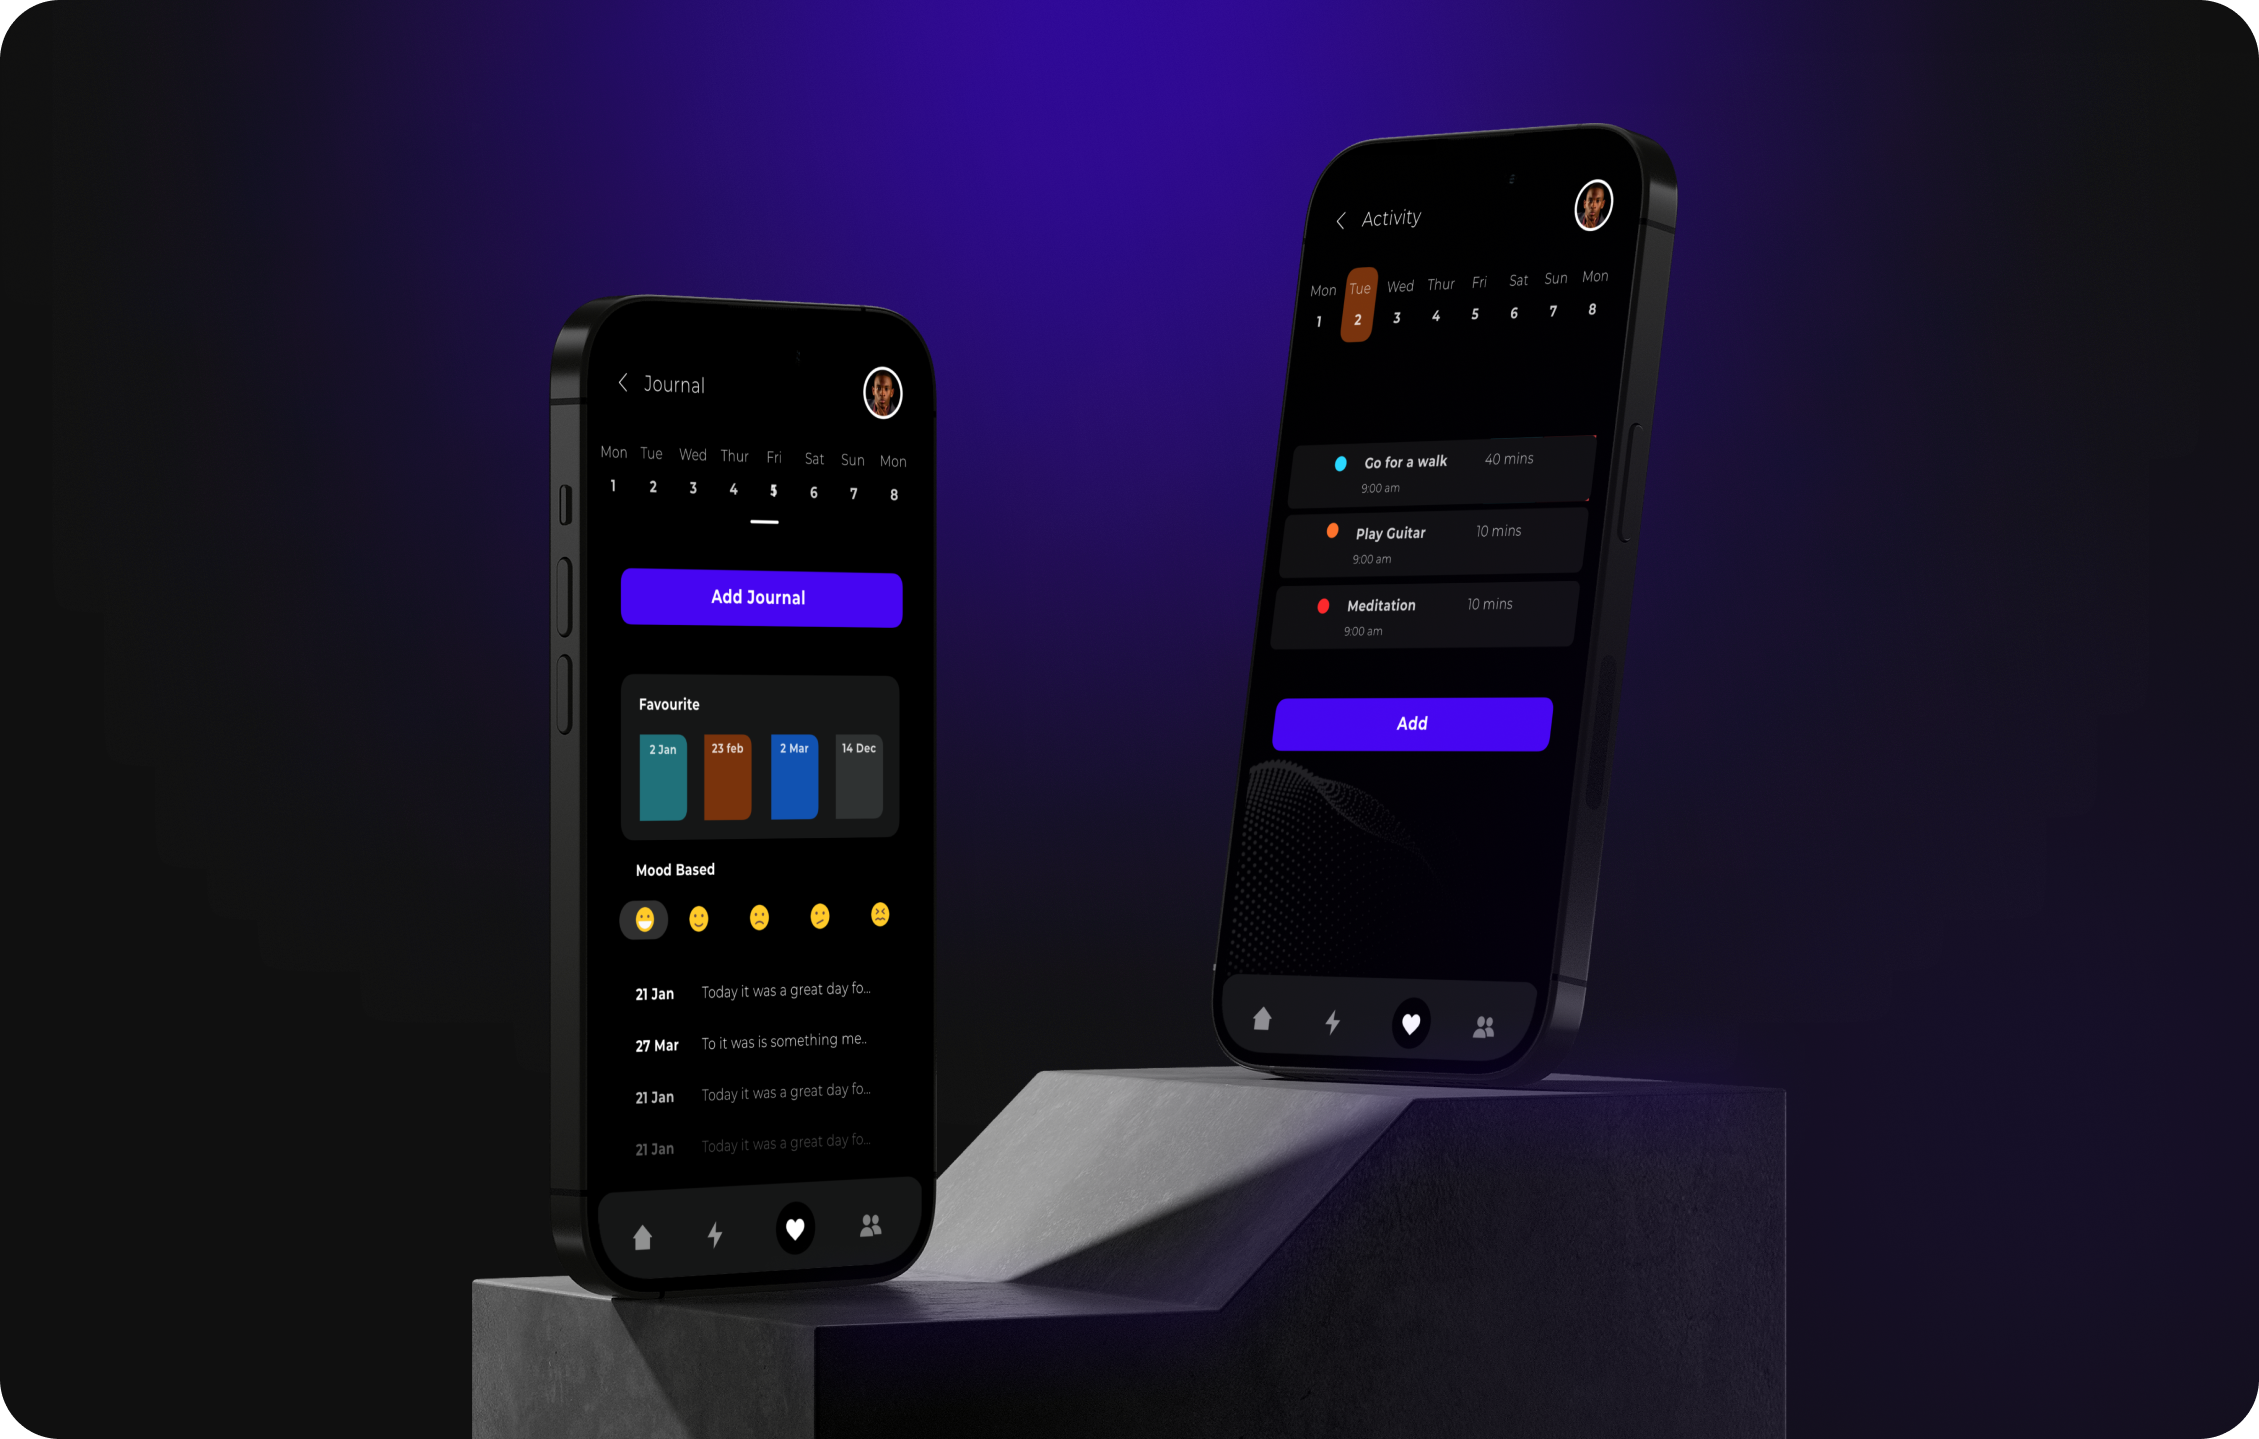 Journal
Mon Tue Wed Thur Fri Sat Sun Mon
1 2 3 4 5 6 7 8
Add Journal
Favourite
2 Jan 23 feb 2 Mar 14 Dec
Mood Based
21 Jan Today it was a great day fo...
27 Mar To it was is something me..
21 Jan Today it was a great day fo...
21 Jan Today it was a great day fo...
Activity
Mon Tue Wed Thur Fri Sat Sun Mon
1 2 3 4 5 6 7 8
Go for a walk 40 mins
9:00 am
Play Guitar 10 mins
9:00 am
Meditation 10 mins
9:00 am
Add